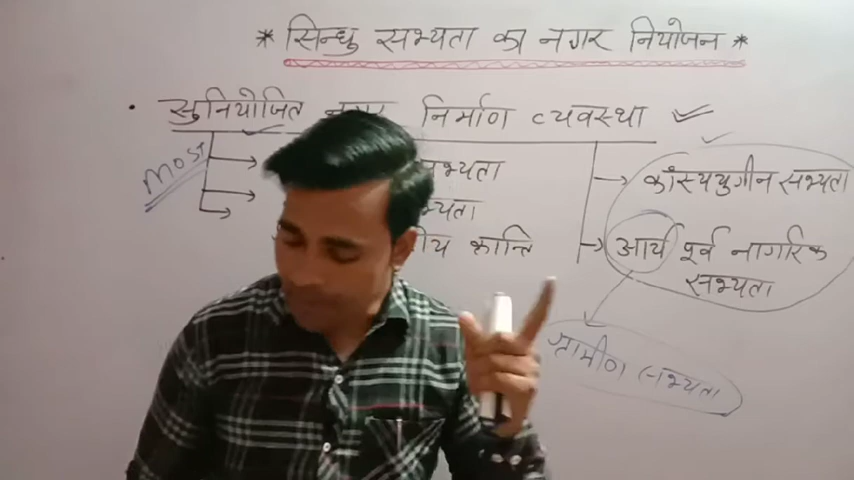 * सिन्धु सभ्यता का नगर नियोजन *
• सुनियोजित नगर निर्माण व्यवस्था
Most
सभ्यता
क्रान्ति
काँस्ययुगीन सभ्यता
आर्य पूर्व नागरिक
सभ्यता
ग्रामीण सभ्यता